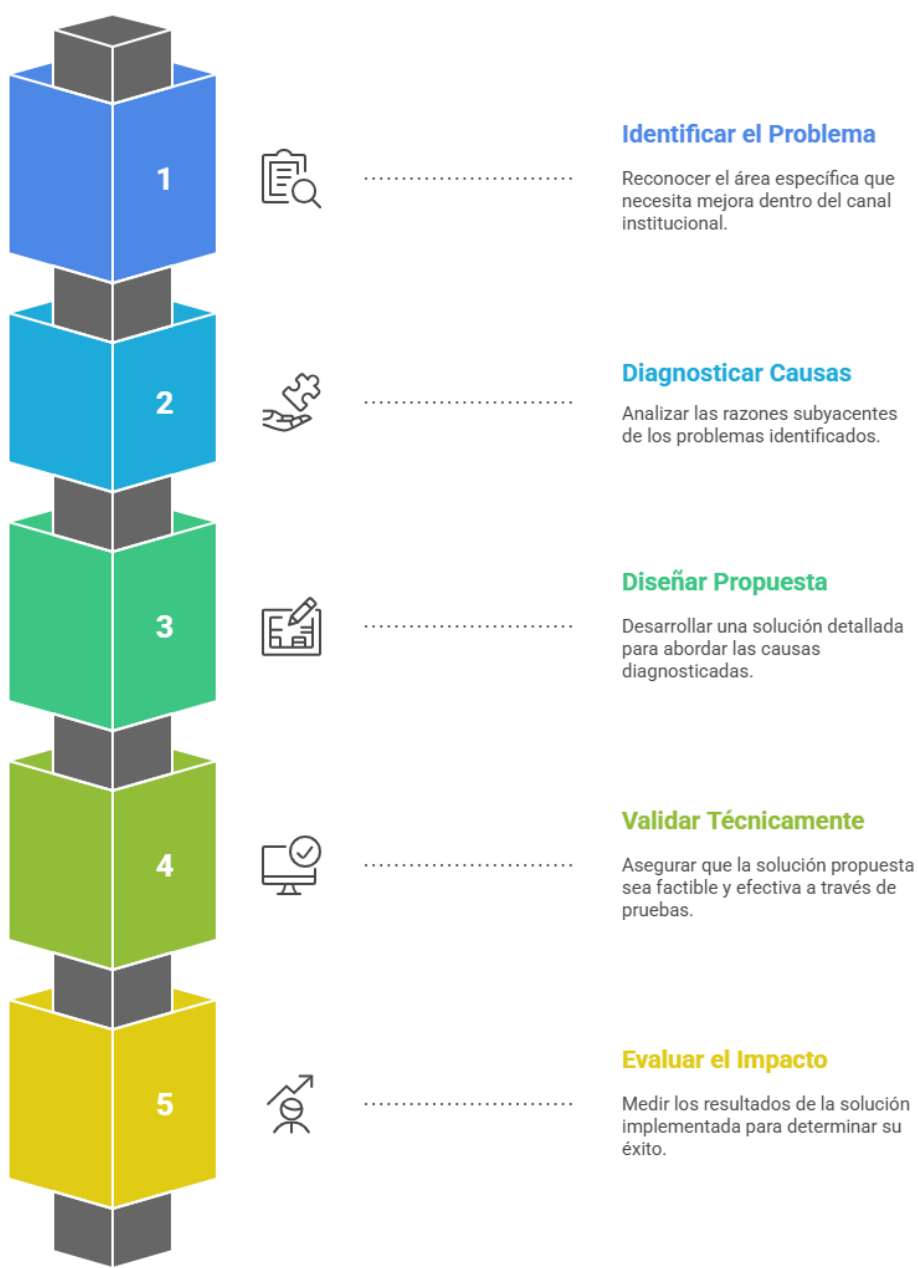 1
Identificar el Problema
Reconocer el área específica que
necesita mejora dentro del canal
institucional.
2
Diagnosticar Causas
Analizar las razones subyacentes
de los problemas identificados.
3
Diseñar Propuesta
Desarrollar una solución detallada
para abordar las causas
diagnosticadas.
4
Validar Técnicamente
Asegurar que la solución propuesta
sea factible y efectiva a través de
pruebas.
5
Evaluar el Impacto
Medir los resultados de la solución
implementada para determinar su
éxito.